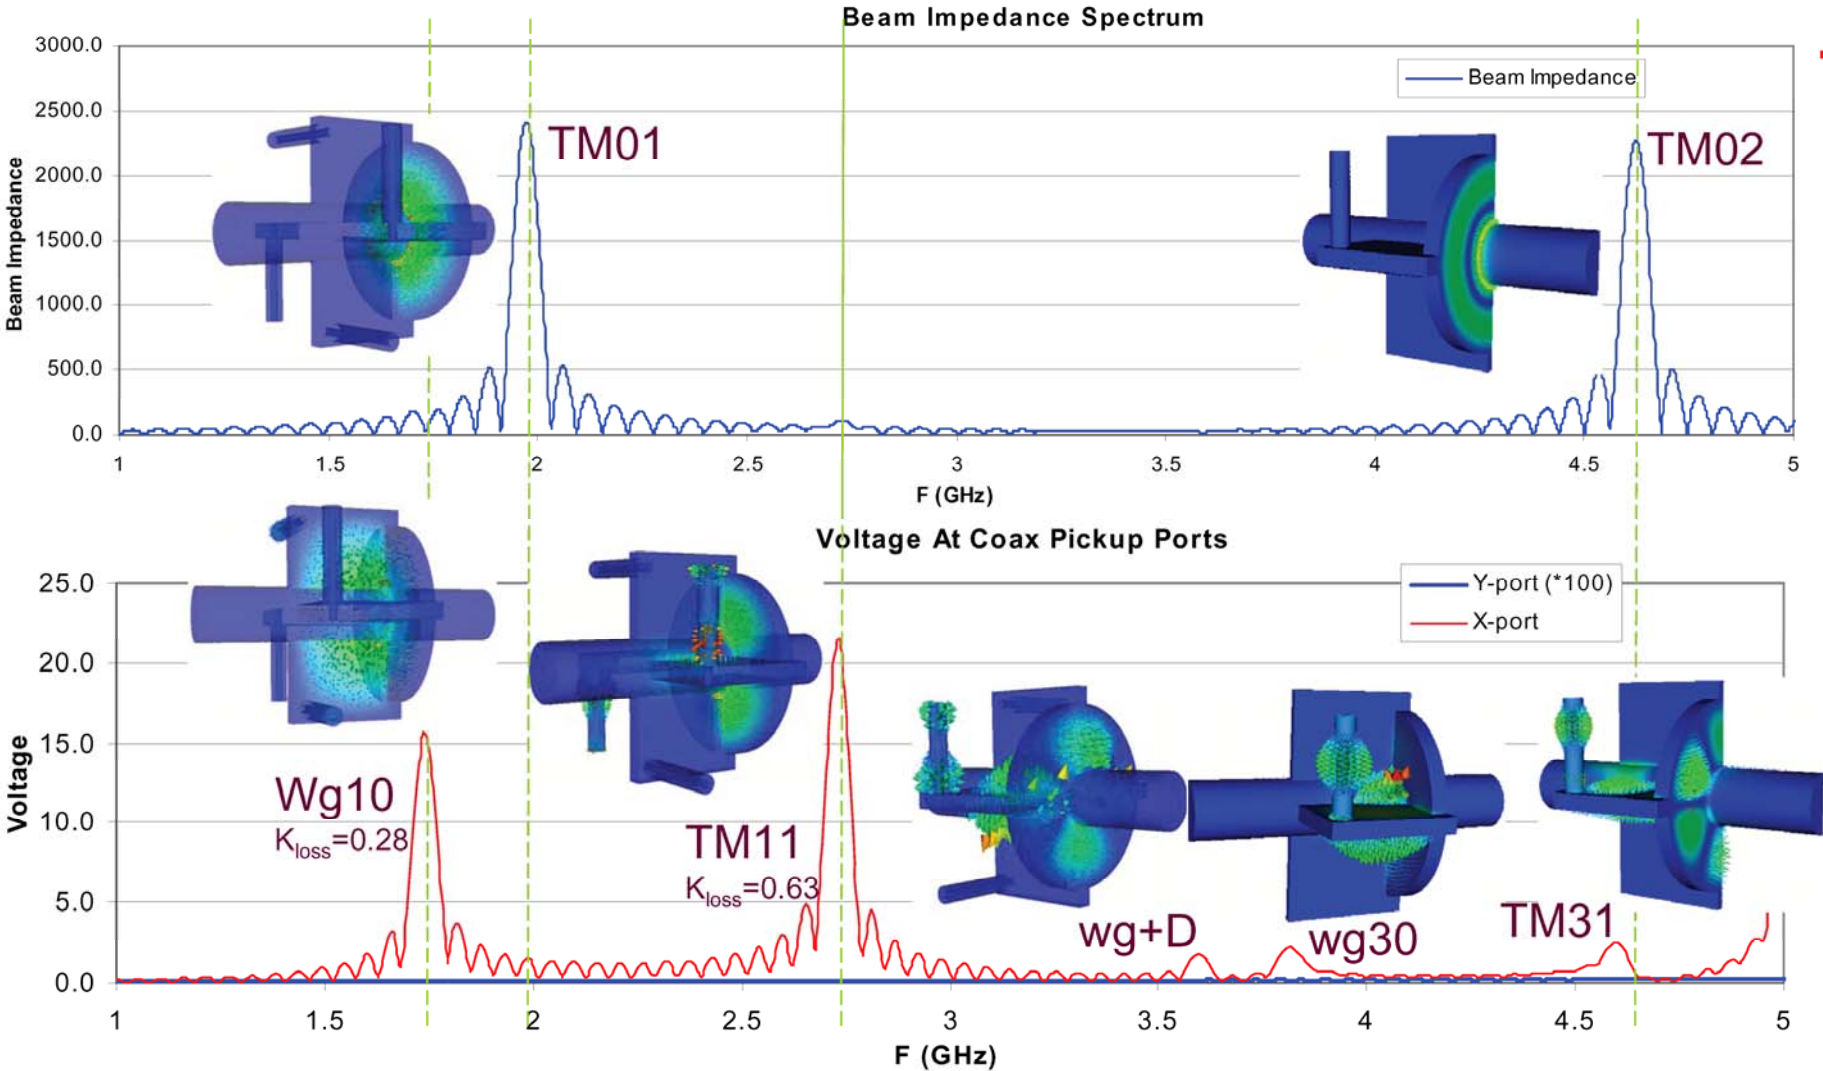 Beam Impedance Spectrum
3000.0
2500.0
2000.0
1500.0
1000.0
500.0
0.0
Beam Impedance
Beam Impedance
TM01
TM02
1 1.5 2 2.5 3 3.5 4 4.5 5
F (GHz)
Voltage At Coax Pickup Ports
25.0
20.0
15.0
10.0
5.0
0.0
Voltage
Y-port (*100)
X-port
Wg10
Kloss=0.28
TM11
Kloss=0.63
wg+D
wg30
TM31
1 1.5 2 2.5 3 3.5 4 4.5 5
F (GHz)